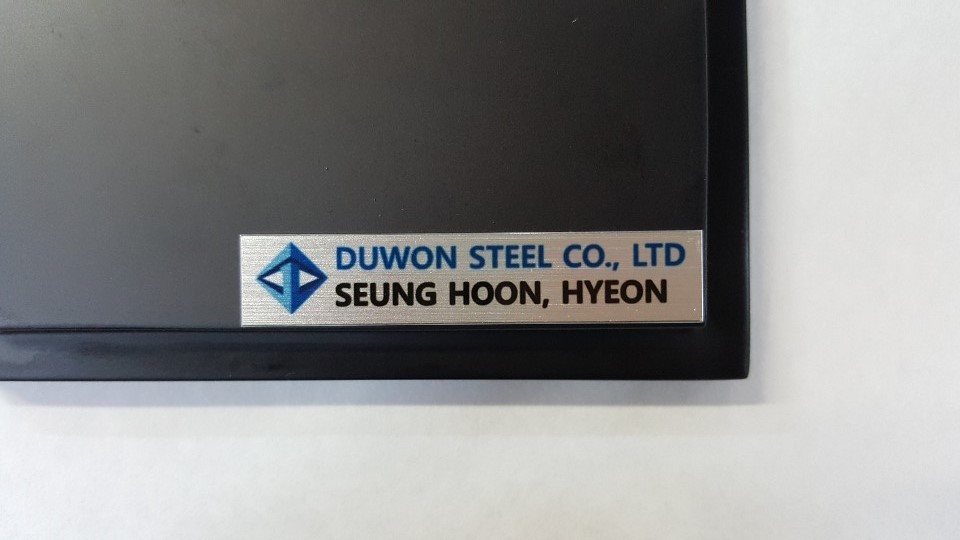 DUWON STEEL CO., LTD
SEUNG HOON, HYEON